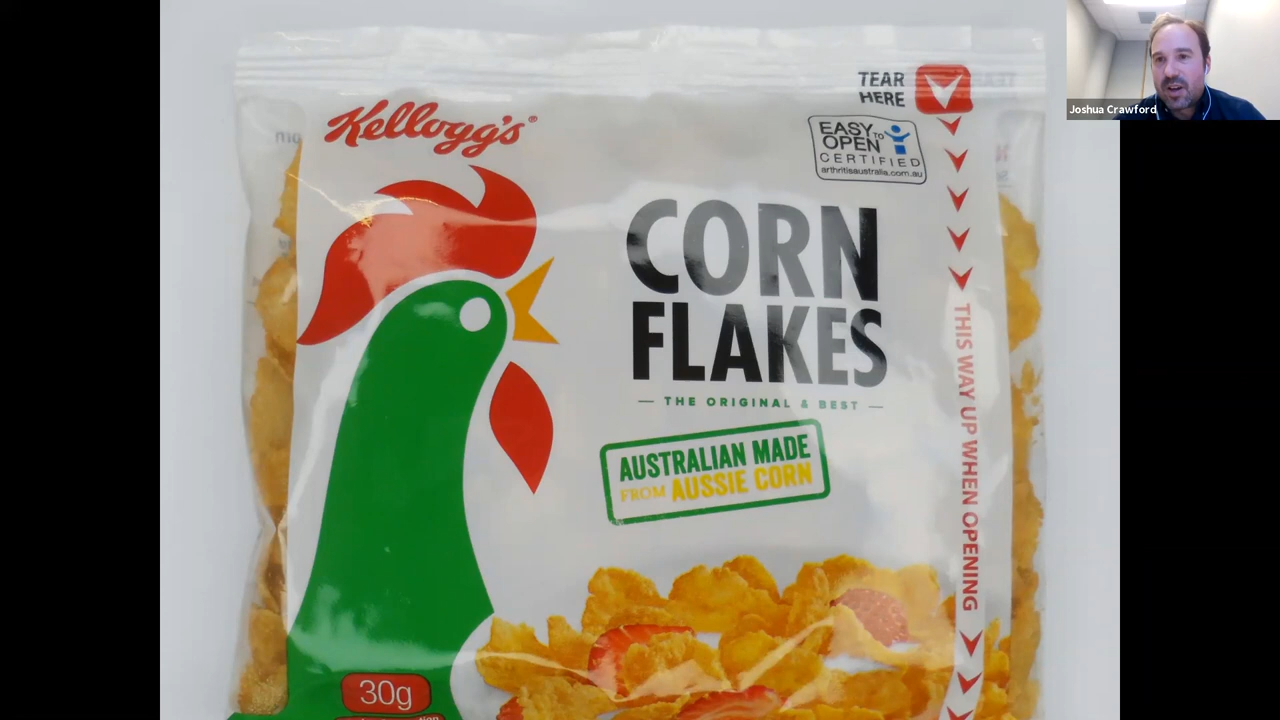 Joshua Crawford
TEAR
HERE
Kellogg's®
EASY TO
OPEN
CERTIFIED
arthritisaustralia.com.au
CORN
FLAKES
THE ORIGINAL & BEST
AUSTRALIAN MADE
FROM AUSSIE CORN
THIS WAY UP WHEN OPENING
30g